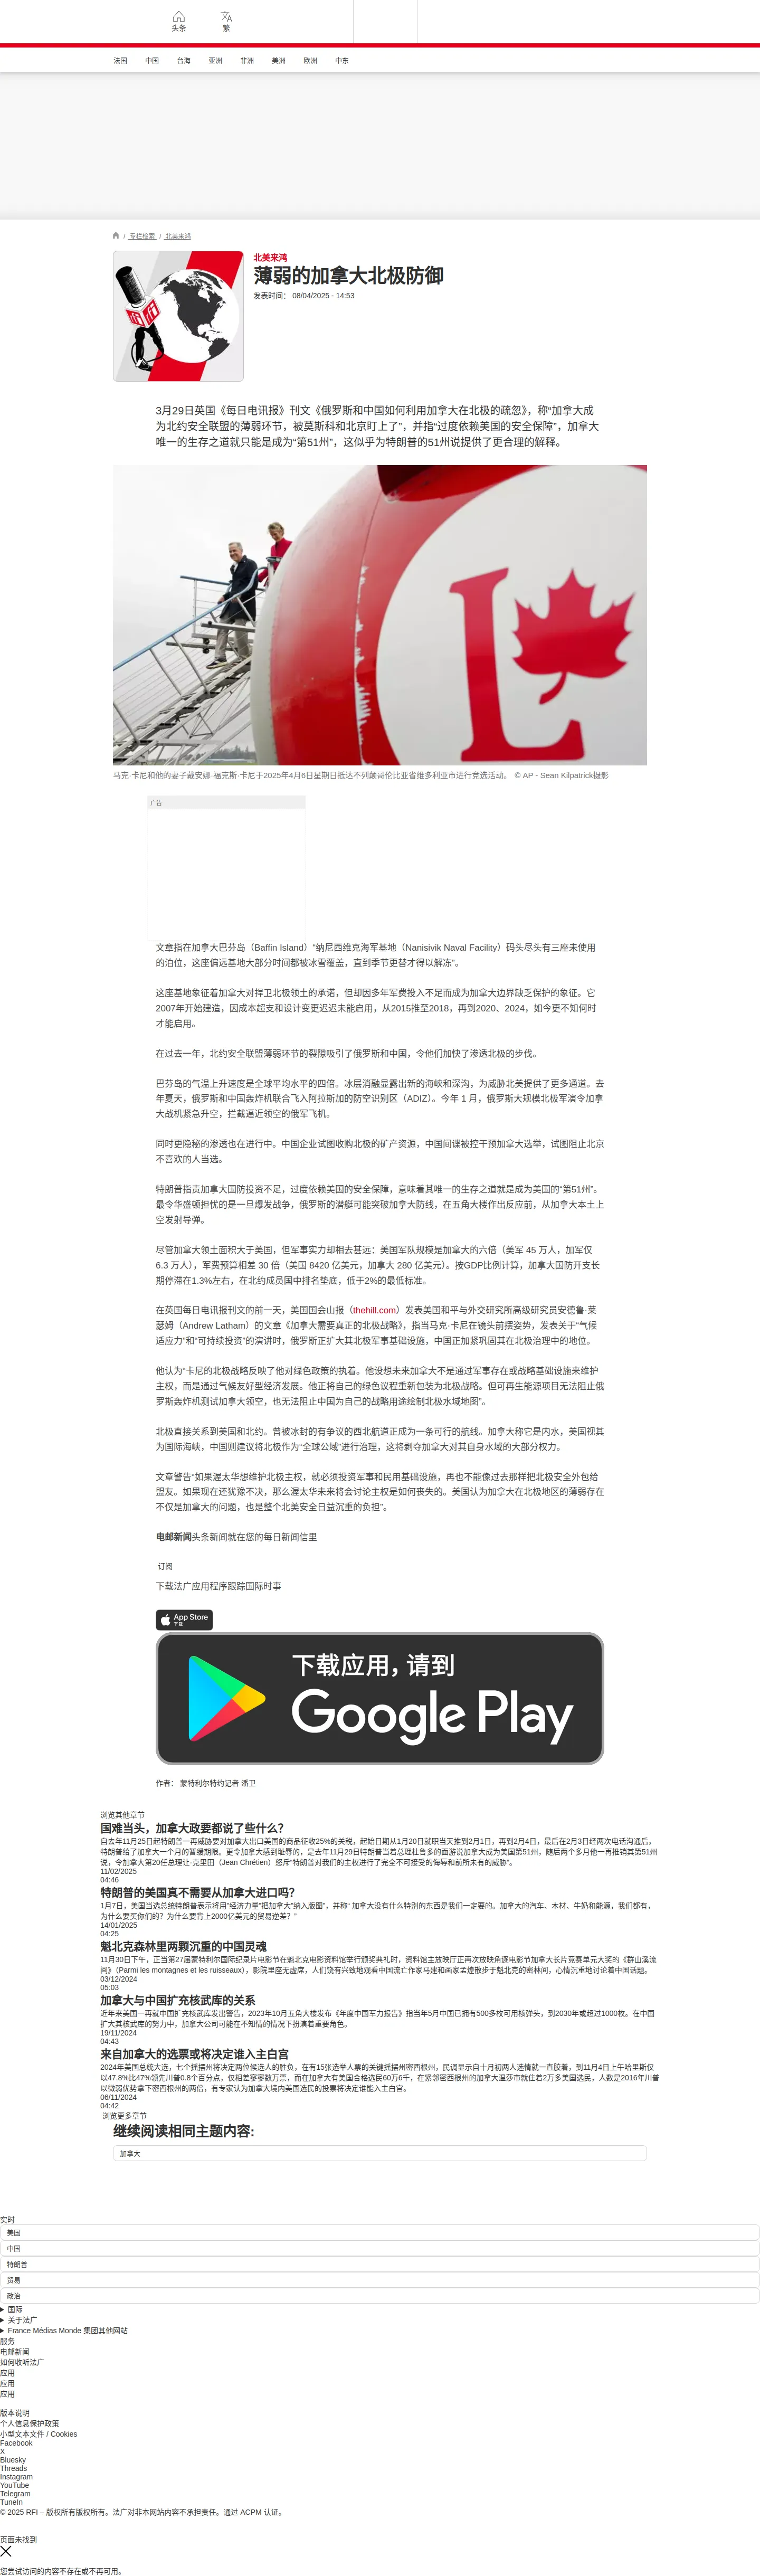 头条
繁
法国
中国
台海
亚洲
非洲
美洲
欧洲
中东
/ 专栏检索 / 北美来鸿
RFI
北美来鸿
薄弱的加拿大北极防御
发表时间： 08/04/2025 - 14:53
3月29日英国《每日电讯报》刊文《俄罗斯和中国如何利用加拿大在北极的疏忽》，称“加拿大成
为北约安全联盟的薄弱环节，被莫斯科和北京盯上了”，并指“过度依赖美国的安全保障”，加拿大
唯一的生存之道就只能是成为“第51州”，这似乎为特朗普的51州说提供了更合理的解释。
L
马克·卡尼和他的妻子戴安娜·福克斯·卡尼于2025年4月6日星期日抵达不列颠哥伦比亚省维多利亚市进行竞选活动。 © AP - Sean Kilpatrick摄影
广告
文章指在加拿大巴芬岛（Baffin Island）“纳尼西维克海军基地（Nanisivik Naval Facility）码头尽头有三座未使用
的泊位，这座偏远基地大部分时间都被冰雪覆盖，直到季节更替才得以解冻”。
这座基地象征着加拿大对捍卫北极领土的承诺，但却因多年军费投入不足而成为加拿大边界缺乏保护的象征。它
2007年开始建造，因成本超支和设计变更迟迟未能启用，从2015推至2018，再到2020、2024，如今更不知何时
才能启用。
在过去一年，北约安全联盟薄弱环节的裂隙吸引了俄罗斯和中国，令他们加快了渗透北极的步伐。
巴芬岛的气温上升速度是全球平均水平的四倍。冰层消融显露出新的海峡和深沟，为威胁北美提供了更多通道。去
年夏天，俄罗斯和中国轰炸机联合飞入阿拉斯加的防空识别区（ADIZ）。今年 1 月，俄罗斯大规模北极军演令加拿
大战机紧急升空，拦截逼近领空的俄军飞机。
同时更隐秘的渗透也在进行中。中国企业试图收购北极的矿产资源，中国间谍被控干预加拿大选举，试图阻止北京
不喜欢的人当选。
特朗普指责加拿大国防投资不足，过度依赖美国的安全保障，意味着其唯一的生存之道就是成为美国的“第51州”。
最令华盛顿担忧的是一旦爆发战争，俄罗斯的潜艇可能突破加拿大防线，在五角大楼作出反应前，从加拿大本土上
空发射导弹。
尽管加拿大领土面积大于美国，但军事实力却相去甚远：美国军队规模是加拿大的六倍（美军 45 万人，加军仅
6.3 万人），军费预算相差 30 倍（美国 8420 亿美元，加拿大 280 亿美元）。按GDP比例计算，加拿大国防开支长
期停滞在1.3%左右，在北约成员国中排名垫底，低于2%的最低标准。
在英国每日电讯报刊文的前一天，美国国会山报（thehill.com）发表美国和平与外交研究所高级研究员安德鲁·莱
瑟姆（Andrew Latham）的文章《加拿大需要真正的北极战略》，指当马克·卡尼在镜头前摆姿势，发表关于“气候
适应力”和“可持续投资”的演讲时，俄罗斯正扩大其北极军事基础设施，中国正加紧巩固其在北极治理中的地位。
他认为“卡尼的北极战略反映了他对绿色政策的执着。他设想未来加拿大不是通过军事存在或战略基础设施来维护
主权，而是通过气候友好型经济发展。他正将自己的绿色议程重新包装为北极战略。但可再生能源项目无法阻止俄
罗斯轰炸机测试加拿大领空，也无法阻止中国为自己的战略用途绘制北极水域地图”。
北极直接关系到美国和北约。曾被冰封的有争议的西北航道正成为一条可行的航线。加拿大称它是内水，美国视其
为国际海峡，中国则建议将北极作为“全球公域”进行治理，这将剥夺加拿大对其自身水域的大部分权力。
文章警告“如果渥太华想维护北极主权，就必须投资军事和民用基础设施，再也不能像过去那样把北极安全外包给
盟友。如果现在还犹豫不决，那么渥太华未来将会讨论主权是如何丧失的。美国认为加拿大在北极地区的薄弱存在
不仅是加拿大的问题，也是整个北美安全日益沉重的负担”。
电邮新闻头条新闻就在您的每日新闻信里
订阅
下载法广应用程序跟踪国际时事
App Store
下载
下载应用，请到
Google Play
作者： 蒙特利尔特约记者 潘卫
浏览其他章节
国难当头，加拿大政要都说了些什么？
自去年11月25日起特朗普一再威胁要对加拿大出口美国的商品征收25%的关税，起始日期从1月20日就职当天推到2月1日，再到2月4日，最后在2月3日经两次电话沟通后，
特朗普给了加拿大一个月的暂缓期限。更令加拿大感到耻辱的，是去年11月29日特朗普当着总理杜鲁多的面游说加拿大成为美国第51州，随后两个多月他一再推销其第51州
说，令加拿大第20任总理让·克里田（Jean Chrétien）怒斥“特朗普对我们的主权进行了完全不可接受的侮辱和前所未有的威胁”。
11/02/2025
04:46
特朗普的美国真不需要从加拿大进口吗？
1月7日，美国当选总统特朗普表示将用“经济力量”把加拿大“纳入版图”，并称“ 加拿大没有什么特别的东西是我们一定要的。加拿大的汽车、木材、牛奶和能源，我们都有，
为什么要买你们的？为什么要背上2000亿美元的贸易逆差？ ”
14/01/2025
04:25
魁北克森林里两颗沉重的中国灵魂
11月30日下午，正当第27届蒙特利尔国际纪录片电影节在魁北克电影资料馆举行颁奖典礼时，资料馆主放映厅正再次放映角逐电影节加拿大长片竞赛单元大奖的《群山溪流
间》（Parmi les montagnes et les ruisseaux），影院里座无虚席，人们饶有兴致地观看中国流亡作家马建和画家孟煌散步于魁北克的密林间，心情沉重地讨论着中国话题。
03/12/2024
05:03
加拿大与中国扩充核武库的关系
近年来美国一再就中国扩充核武库发出警告，2023年10月五角大楼发布《年度中国军力报告》指当年5月中国已拥有500多枚可用核弹头，到2030年或超过1000枚。在中国
扩大其核武库的努力中，加拿大公司可能在不知情的情况下扮演着重要角色。
19/11/2024
04:43
来自加拿大的选票或将决定谁入主白宫
2024年美国总统大选，七个摇摆州将决定两位候选人的胜负，在有15张选举人票的关键摇摆州密西根州，民调显示自十月初两人选情就一直胶着，到11月4日上午哈里斯仅
以47.8%比47%领先川普0.8个百分点，仅相差寥寥数万票，而在加拿大有美国合格选民60万6千，在紧邻密西根州的加拿大温莎市就住着2万多美国选民，人数是2016年川普
以微弱优势拿下密西根州的两倍，有专家认为加拿大境内美国选民的投票将决定谁能入主白宫。
06/11/2024
04:42
浏览更多章节
继续阅读相同主题内容:
加拿大
实时
美国
中国
特朗普
贸易
政治
国际
关于法广
France Médias Monde 集团其他网站
服务
电邮新闻
如何收听法广
应用
应用
应用
版本说明
个人信息保护政策
小型文本文件 / Cookies
Facebook
X
Bluesky
Threads
Instagram
YouTube
Telegram
TuneIn
© 2025 RFI – 版权所有版权所有。法广对非本网站内容不承担责任。通过 ACPM 认证。
页面未找到
您尝试访问的内容不存在或不再可用。